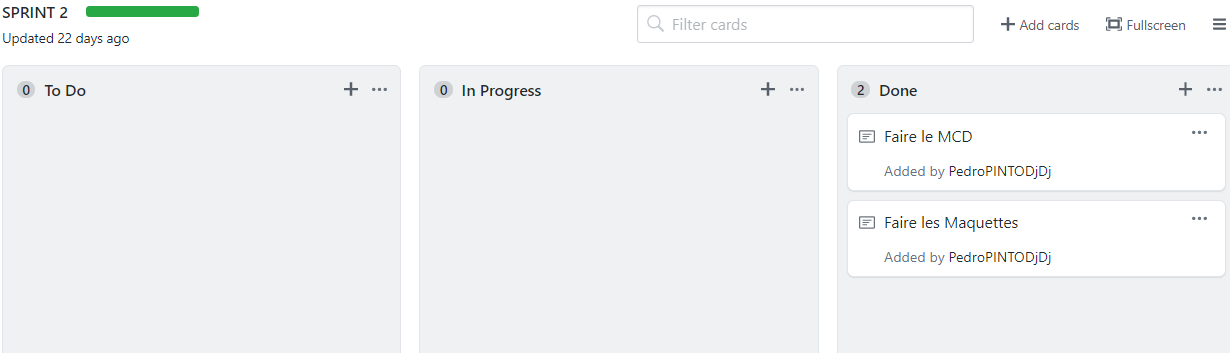 SPRINT 2
Updated 22 days ago
Filter cards
Add cards
Fullscreen
0 To Do
0 In Progress
2 Done
Faire le MCD
Added by PedroPINTODjDj
Faire les Maquettes
Added by PedroPINTODjDj